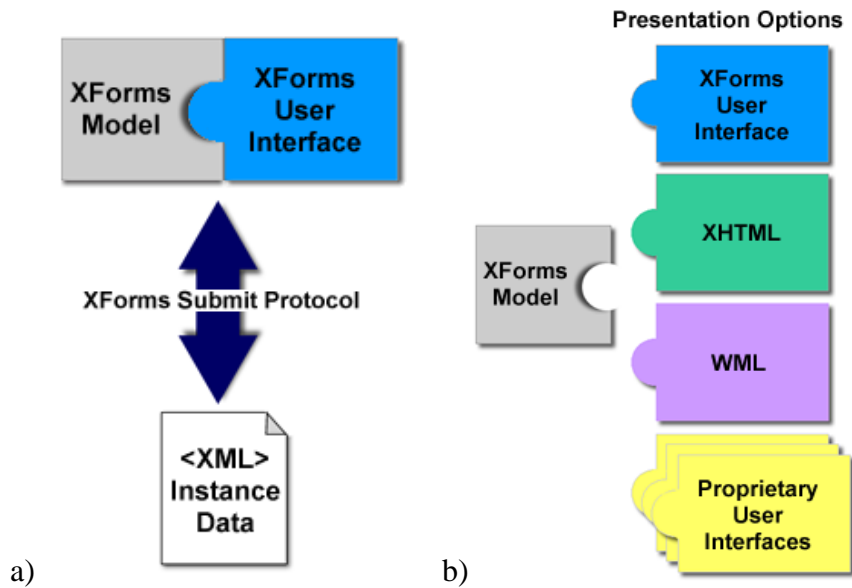 XForms
Model
XForms
User
Interface
XForms Submit Protocol
<XML>
Instance
Data
a)
Presentation Options
XForms
User
Interface
XHTML
XForms
Model
WML
Proprietary
User
Interfaces
b)